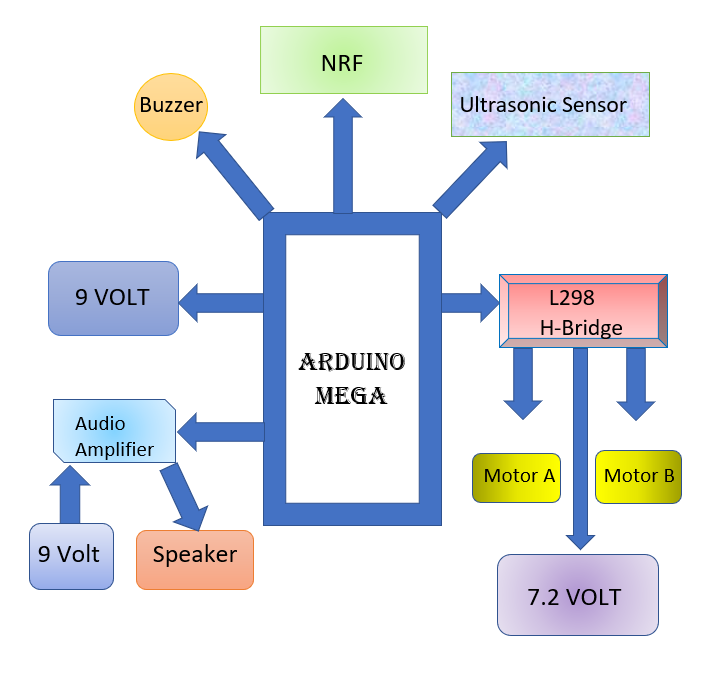 NRF
Buzzer
Ultrasonic Sensor
9 VOLT
L298
H-Bridge
ARDUINO
MEGA
Audio
Amplifier
Motor A
Motor B
9 Volt
Speaker
7.2 VOLT